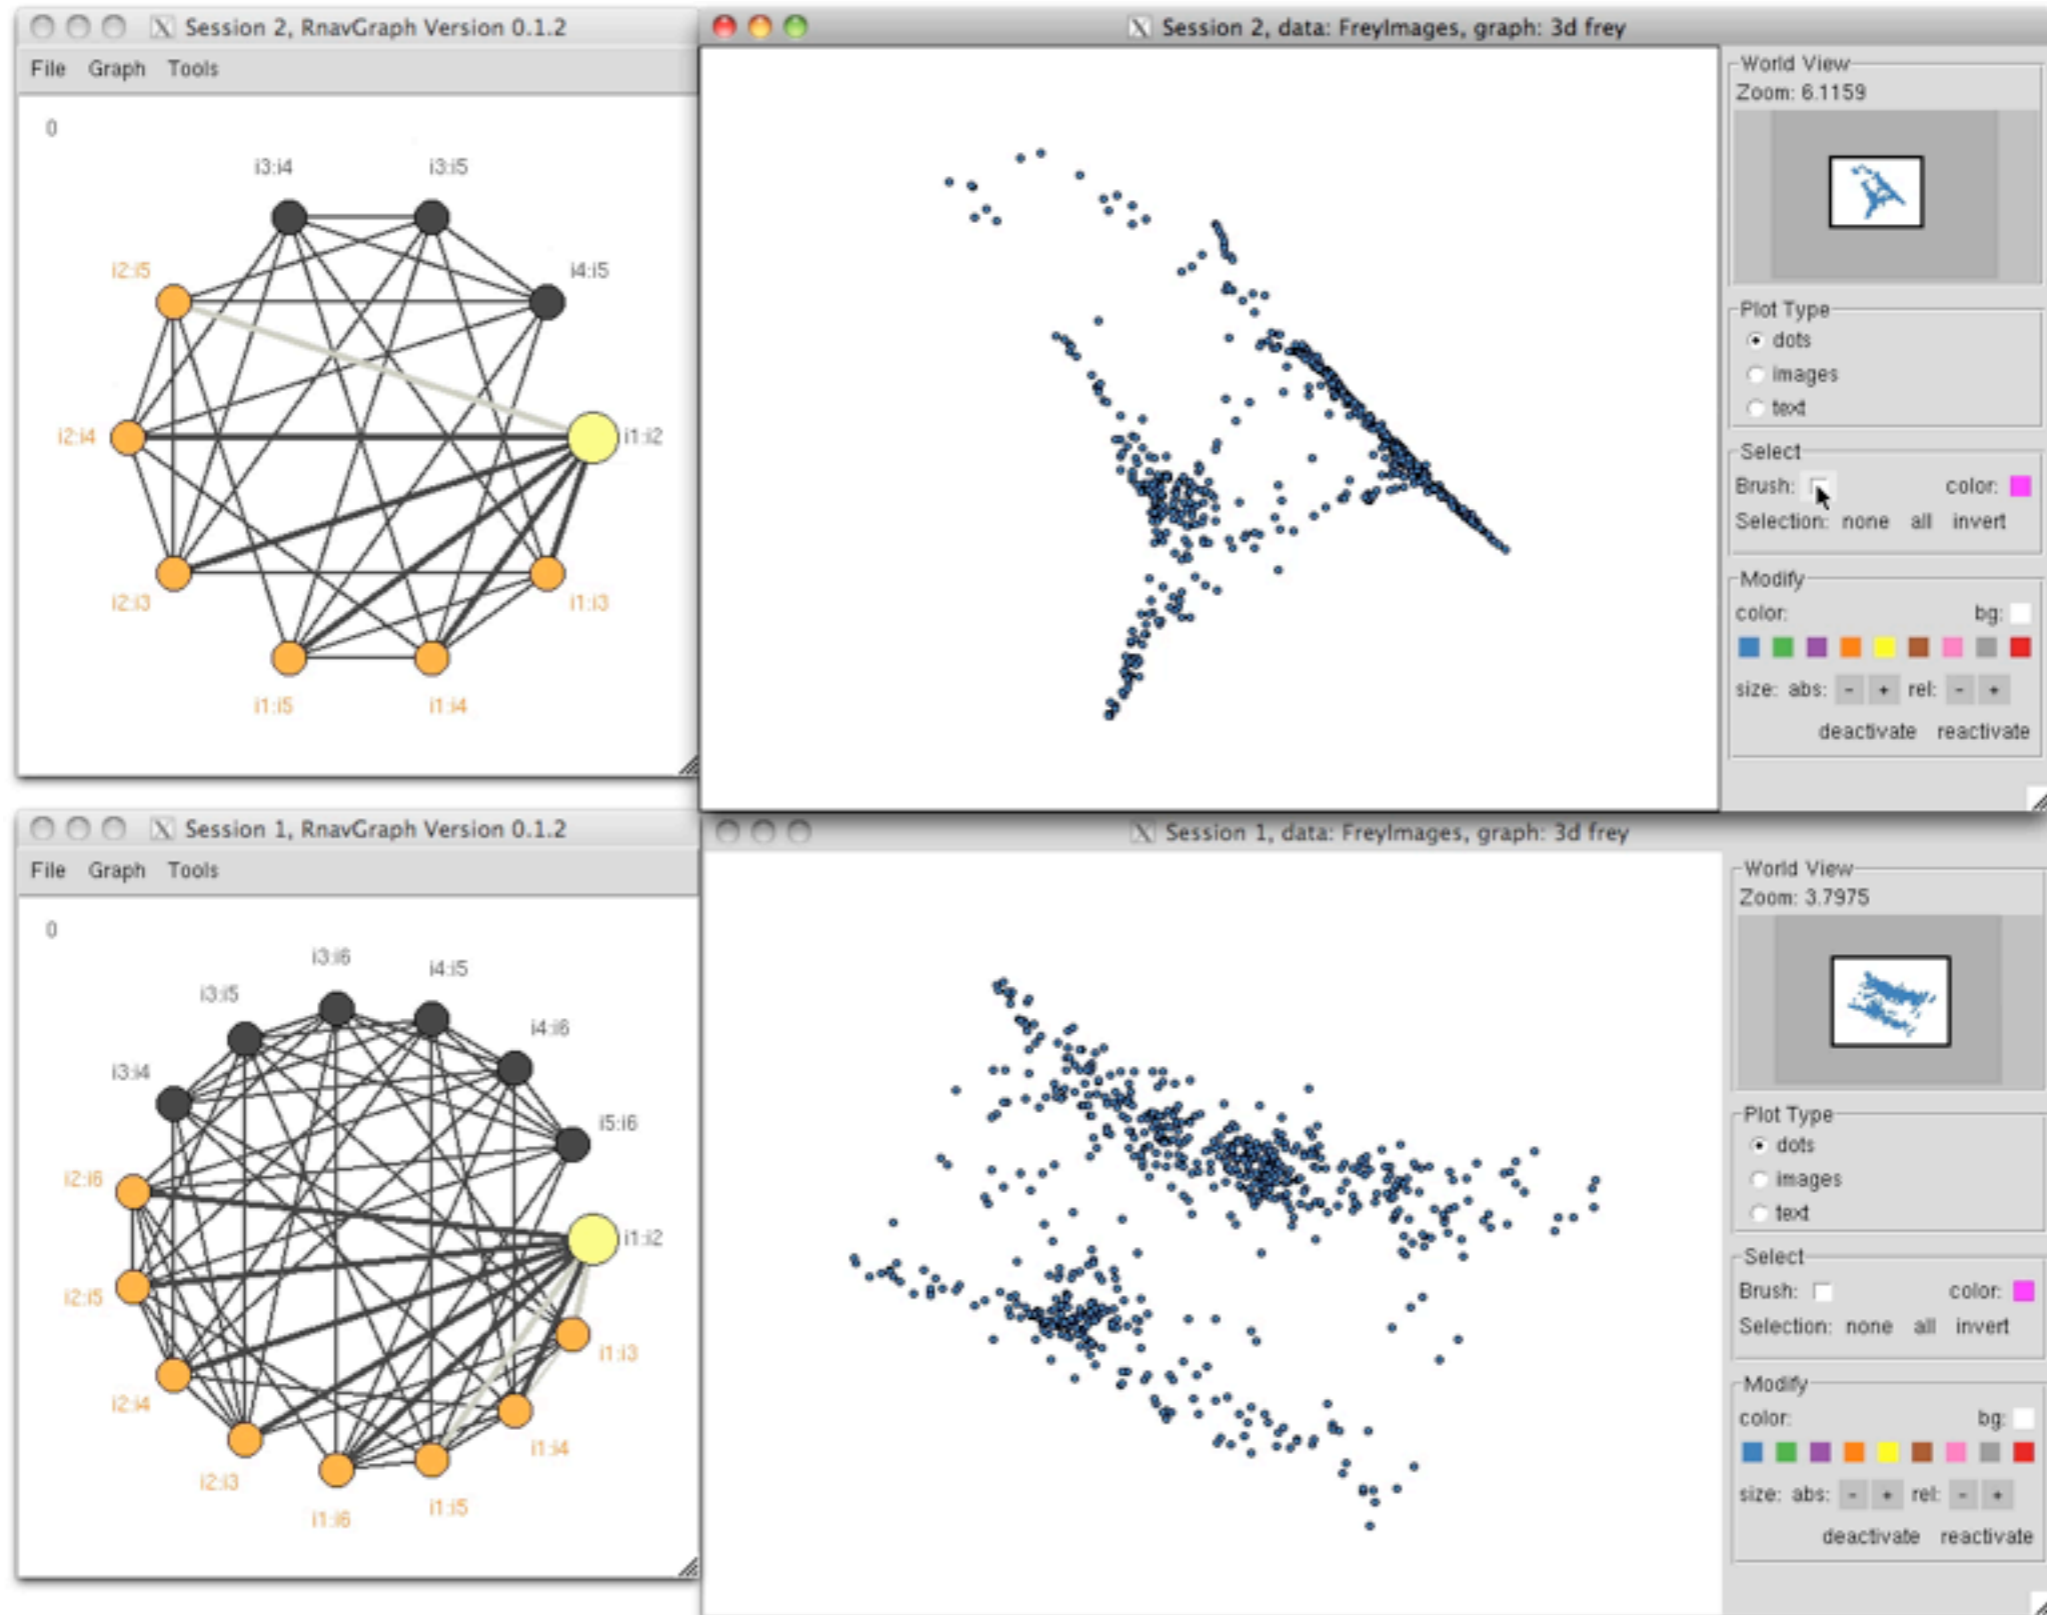 Session 2, RnavGraph Version 0.1.2
File Graph Tools
0
i3:i4 i3:i5
i2:i5 i4:i5
i2:i4 i1:i2
i2:i3 i1:i3
i1:i5 i1:i4
Session 2, data: FreyImages, graph: 3d frey
World View
Zoom: 6.1159
Plot Type
dots
images
text
Select
Brush: color:
Selection: none all invert
Modify
color: bg:
size: abs: - + rel: - +
deactivate reactivate
Session 1, RnavGraph Version 0.1.2
File Graph Tools
0
i3:i6
i4:i5
i3:i5
i4:i6
i3:i4
i5:i6
i2:i6
i1:i2
i2:i5
i1:i3
i2:i4
i1:i4
i2:i3
i1:i5
i1:i6
Session 1, data: FreyImages, graph: 3d frey
World View
Zoom: 3.7975
Plot Type
dots
images
text
Select
Brush: color:
Selection: none all invert
Modify
color: bg:
size: abs: - + rel: - +
deactivate reactivate